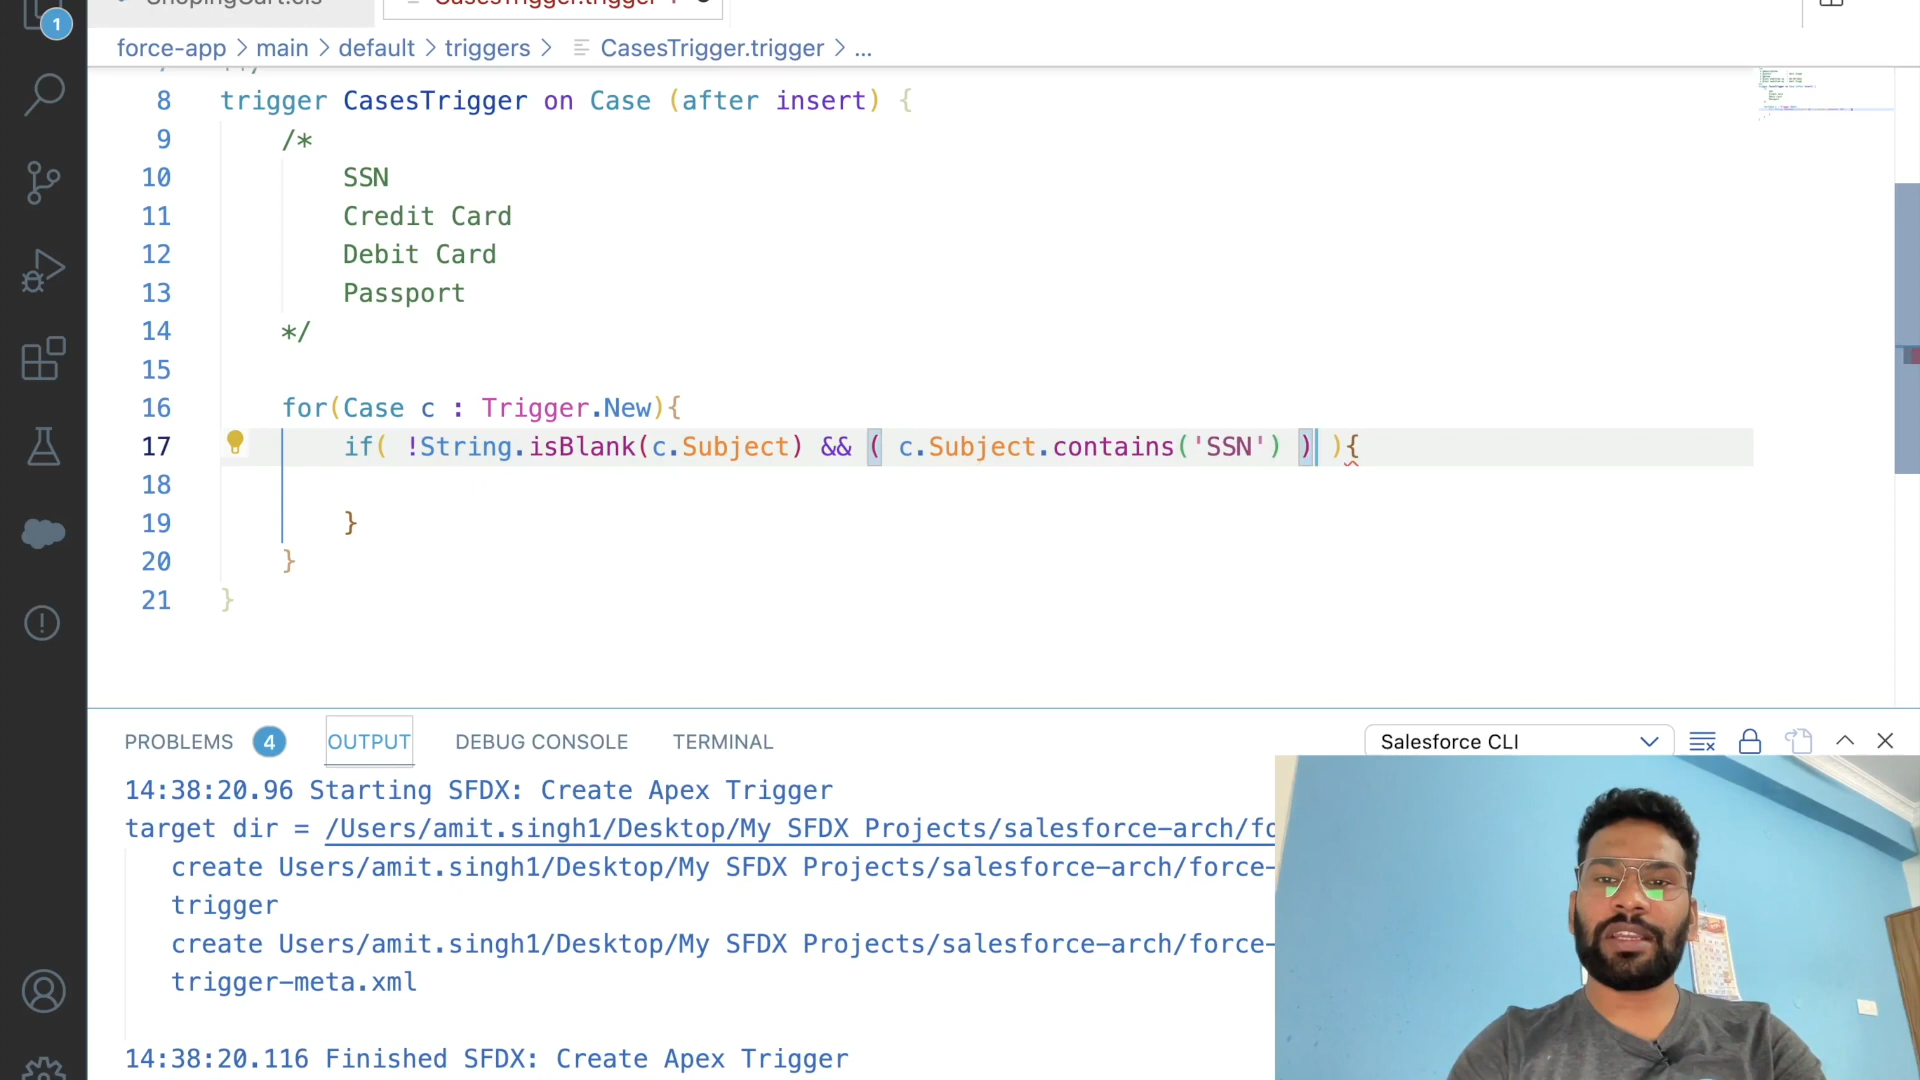 1
force-app > main > default > triggers > CasesTrigger.trigger > ...
8 trigger CasesTrigger on Case (after insert) {
9 /*
10 SSN
11 Credit Card
12 Debit Card
13 Passport
14 */
15
16 for(Case c : Trigger.New){
17 if( !String.isBlank(c.Subject) && ( c.Subject.contains('SSN') ) ){
18
19 }
20 }
21 }
PROBLEMS 4 OUTPUT DEBUG CONSOLE TERMINAL Salesforce CLI
14:38:20.96 Starting SFDX: Create Apex Trigger
target dir = /Users/amit.singh1/Desktop/My SFDX Projects/salesforce-arch/fo
create Users/amit.singh1/Desktop/My SFDX Projects/salesforce-arch/force-
trigger
create Users/amit.singh1/Desktop/My SFDX Projects/salesforce-arch/force-
trigger-meta.xml
14:38:20.116 Finished SFDX: Create Apex Trigger